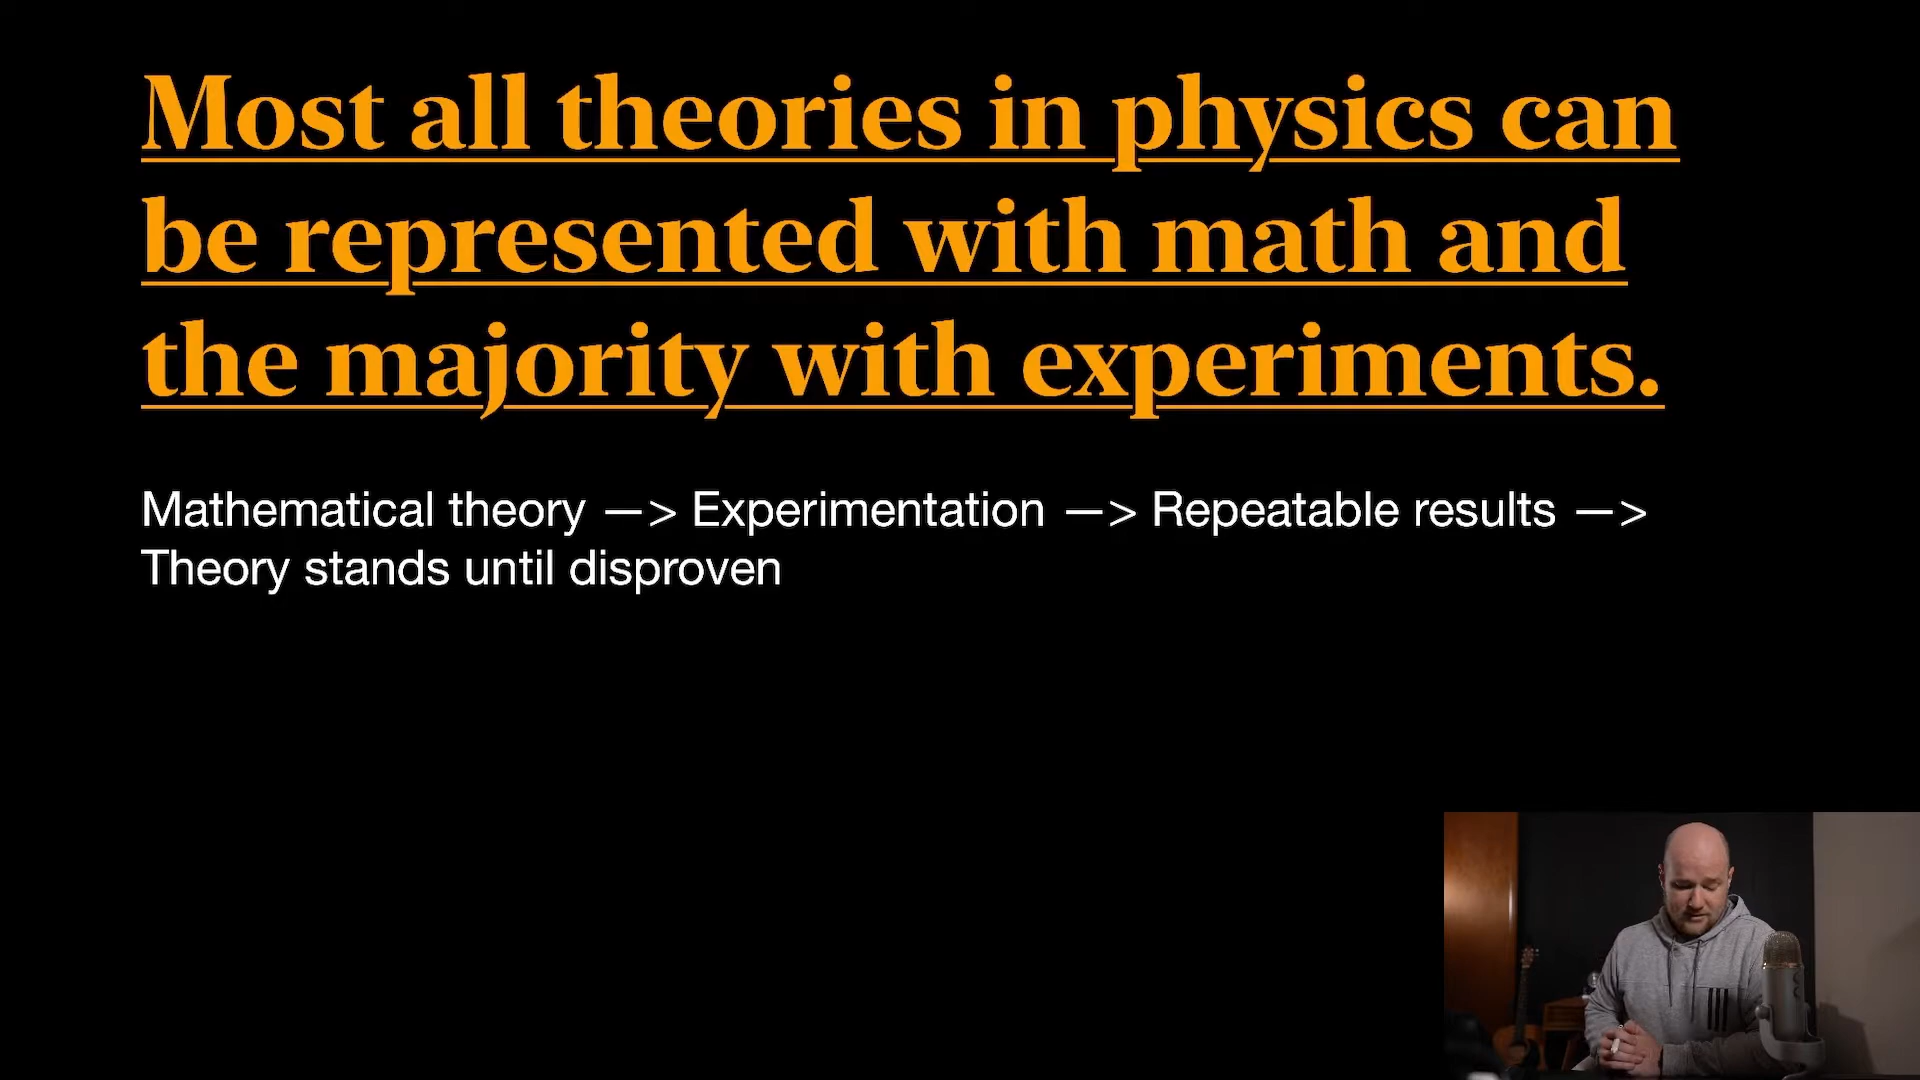 Most all theories in physics can
be represented with math and
the majority with experiments.
Mathematical theory —> Experimentation —> Repeatable results —>
Theory stands until disproven